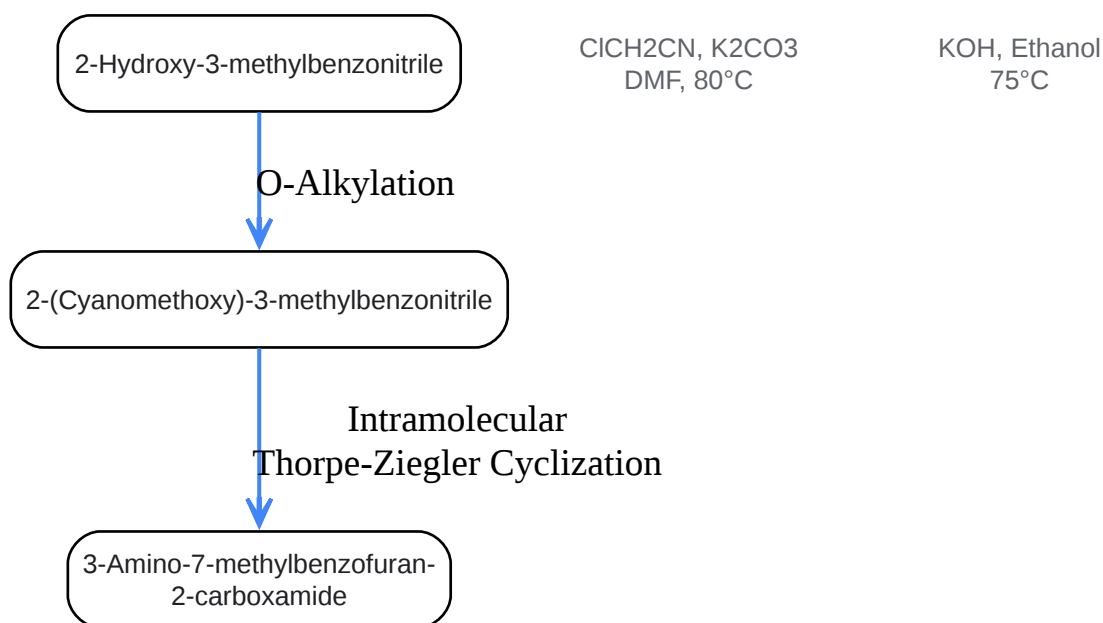 2-Hydroxy-3-methylbenzonitrile
ClCH2CN, K2CO3
DMF, 80°C
KOH, Ethanol
75°C
O-Alkylation
2-(Cyanomethoxy)-3-methylbenzonitrile
Intramolecular
Thorpe-Ziegler Cyclization
3-Amino-7-methylbenzofuran-
2-carboxamide